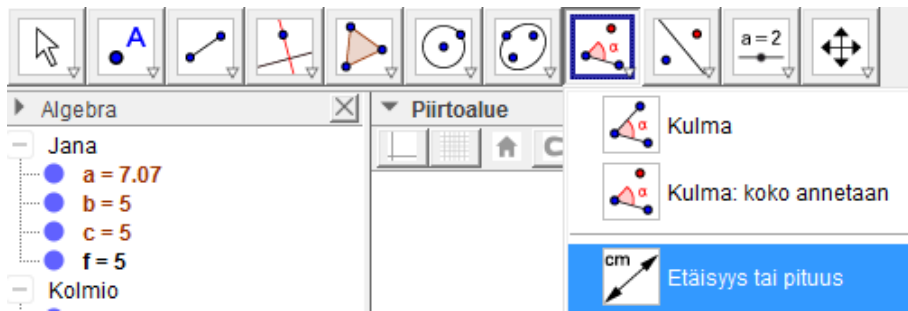 A
α
a=2
Algebra
Piirtoalue
Jana
a = 7.07
b = 5
c = 5
f = 5
Kolmio
α
Kulma
α
Kulma: koko annetaan
cm
Etäisyys tai pituus